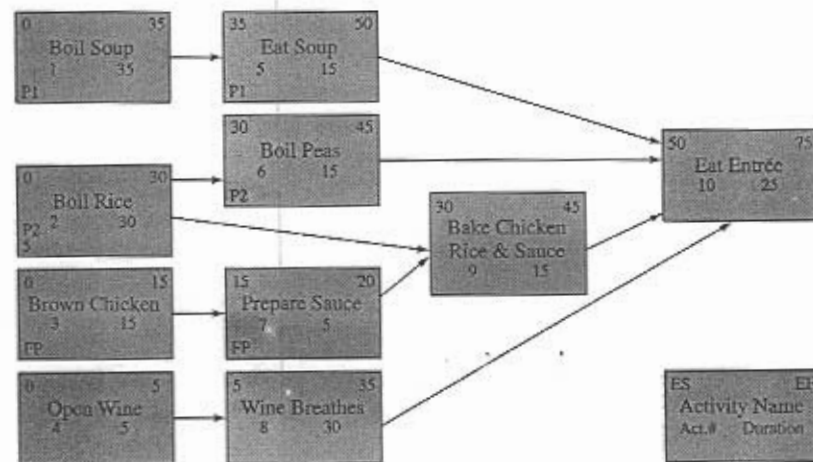 0 35
Boil Soup
1 35
P1
35 50
Eat Soup
5 15
P1
30 45
Boil Peas
6 15
P2
50 75
Eat Entrée
10 25
0 30
Boil Rice
P2 2 30
5
30 45
Bake Chicken
Rice & Sauce
9 15
0 15
Brown Chicken
3 15
FP
15 20
Prepare Sauce
7 5
FP
0 5
Open Wine
4 5
5 35
Wine Breathes
8 30
ES EF
Activity Name
Act.# Duration